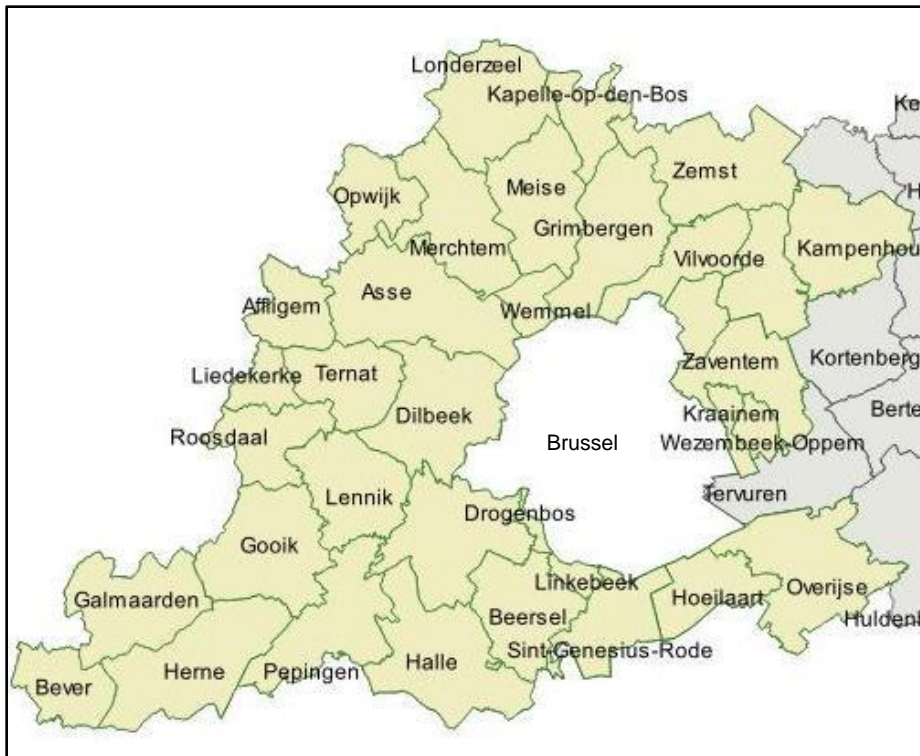 Londerzeel
Kapelle-op-den-Bos
Ke
Zemst
Meise
Opwijk
H
Grimbergen
Merchtem
Vilvoorde
Kampenhou
Asse
Affligem
Wemmel
Zaventem
Kortenberg
Liedekerke
Ternat
Dilbeek
Kraainem
Berte
Roosdaal
Brussel
Wezembeek-Oppem
Lennik
Tervuren
Drogenbos
Gooik
Linkebeek
Overijse
Galmaarden
Hoeilaart
Beersel
Huldenb
Sint-Genesius-Rode
Halle
Herne
Pepingen
Bever